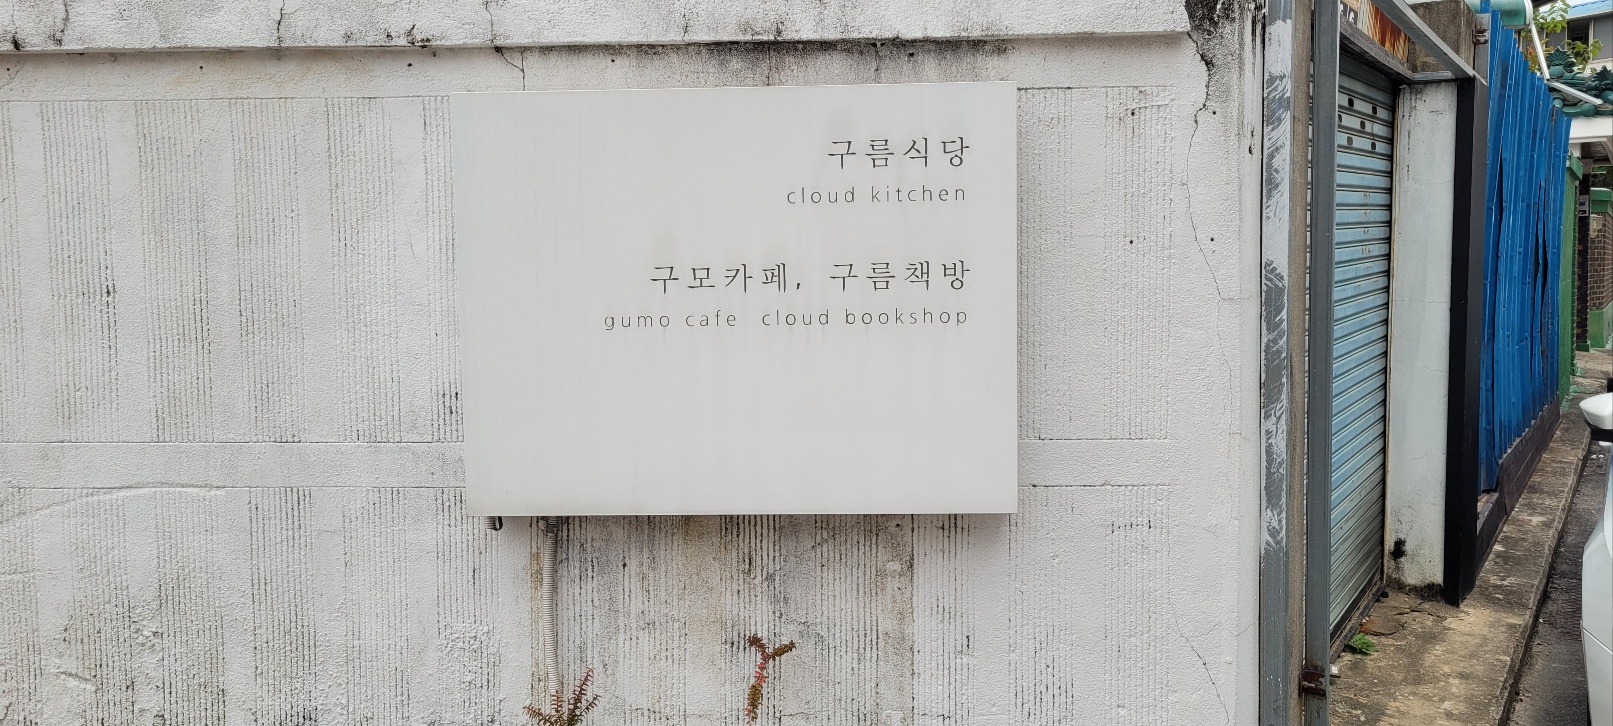 구름식당
cloud kitchen
구모카페, 구름책방
gumo cafe cloud bookshop